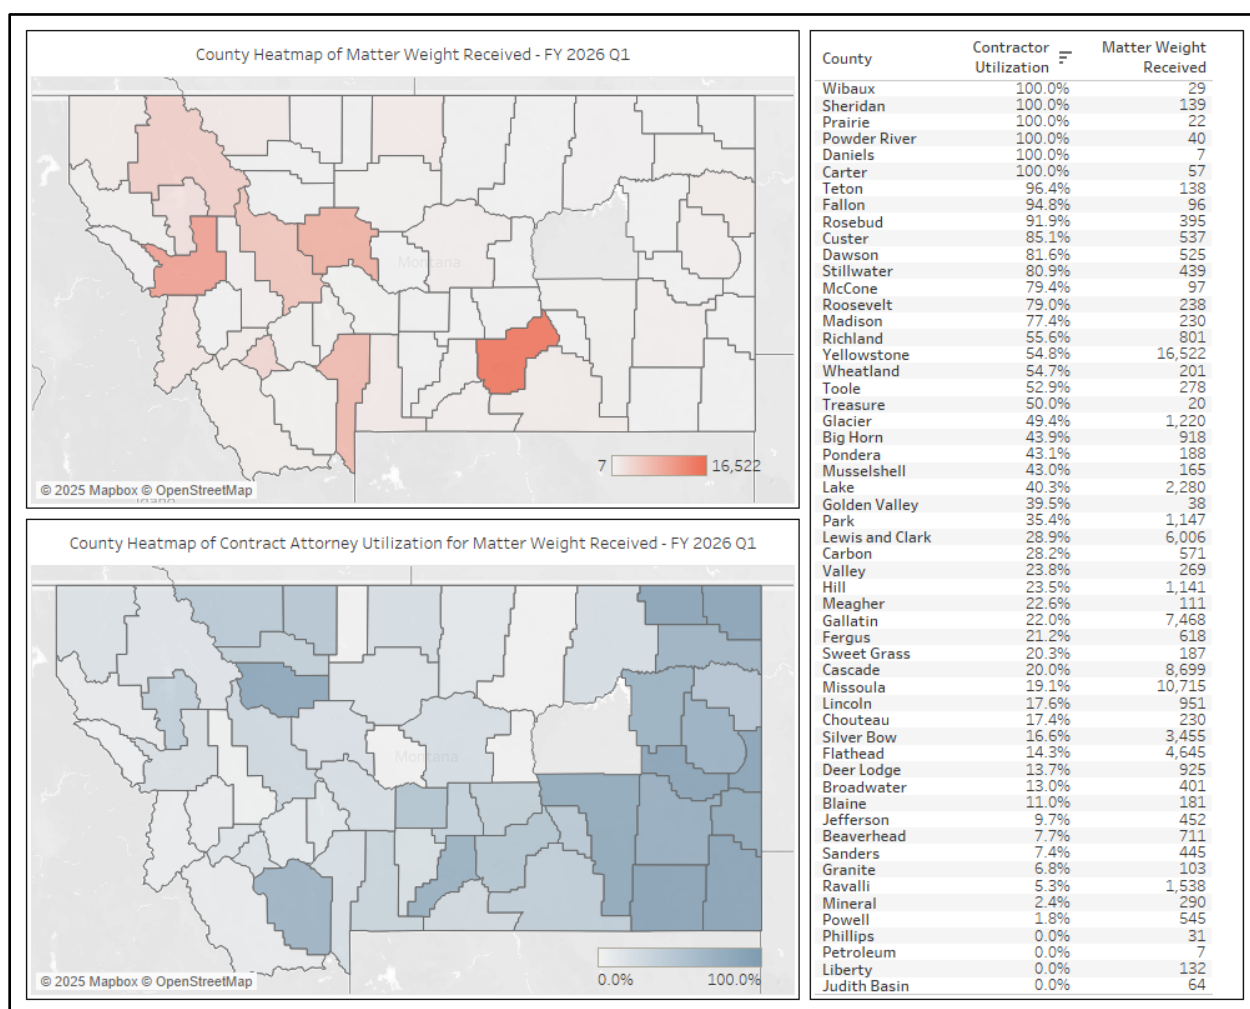 County Heatmap of Matter Weight Received - FY 2026 Q1
Montana
7 16,522
© 2025 Mapbox © OpenStreetMap
Idaho
County Heatmap of Contract Attorney Utilization for Matter Weight Received - FY 2026 Q1
Montana
0.0% 100.0%
© 2025 Mapbox © OpenStreetMap
County Contractor Utilization Matter Weight Received
Wibaux 100.0% 29
Sheridan 100.0% 139
Prairie 100.0% 22
Powder River 100.0% 40
Daniels 100.0% 7
Carter 100.0% 57
Teton 96.4% 138
Fallon 94.8% 96
Rosebud 91.9% 395
Custer 85.1% 537
Dawson 81.6% 525
Stillwater 80.9% 439
McCone 79.4% 97
Roosevelt 79.0% 238
Madison 77.4% 230
Richland 55.6% 801
Yellowstone 54.8% 16,522
Wheatland 54.7% 201
Toole 52.9% 278
Treasure 50.0% 20
Glacier 49.4% 1,220
Big Horn 43.9% 918
Pondera 43.1% 188
Musselshell 43.0% 165
Lake 40.3% 2,280
Golden Valley 39.5% 38
Park 35.4% 1,147
Lewis and Clark 28.9% 6,006
Carbon 28.2% 571
Valley 23.8% 269
Hill 23.5% 1,141
Meagher 22.6% 111
Gallatin 22.0% 7,468
Fergus 21.2% 618
Sweet Grass 20.3% 187
Cascade 20.0% 8,699
Missoula 19.1% 10,715
Lincoln 17.6% 951
Chouteau 17.4% 230
Silver Bow 16.6% 3,455
Flathead 14.3% 4,645
Deer Lodge 13.7% 925
Broadwater 13.0% 401
Blaine 11.0% 181
Jefferson 9.7% 452
Beaverhead 7.7% 711
Sanders 7.4% 445
Granite 6.8% 103
Ravalli 5.3% 1,538
Mineral 2.4% 290
Powell 1.8% 545
Phillips 0.0% 31
Petroleum 0.0% 7
Liberty 0.0% 132
Judith Basin 0.0% 64